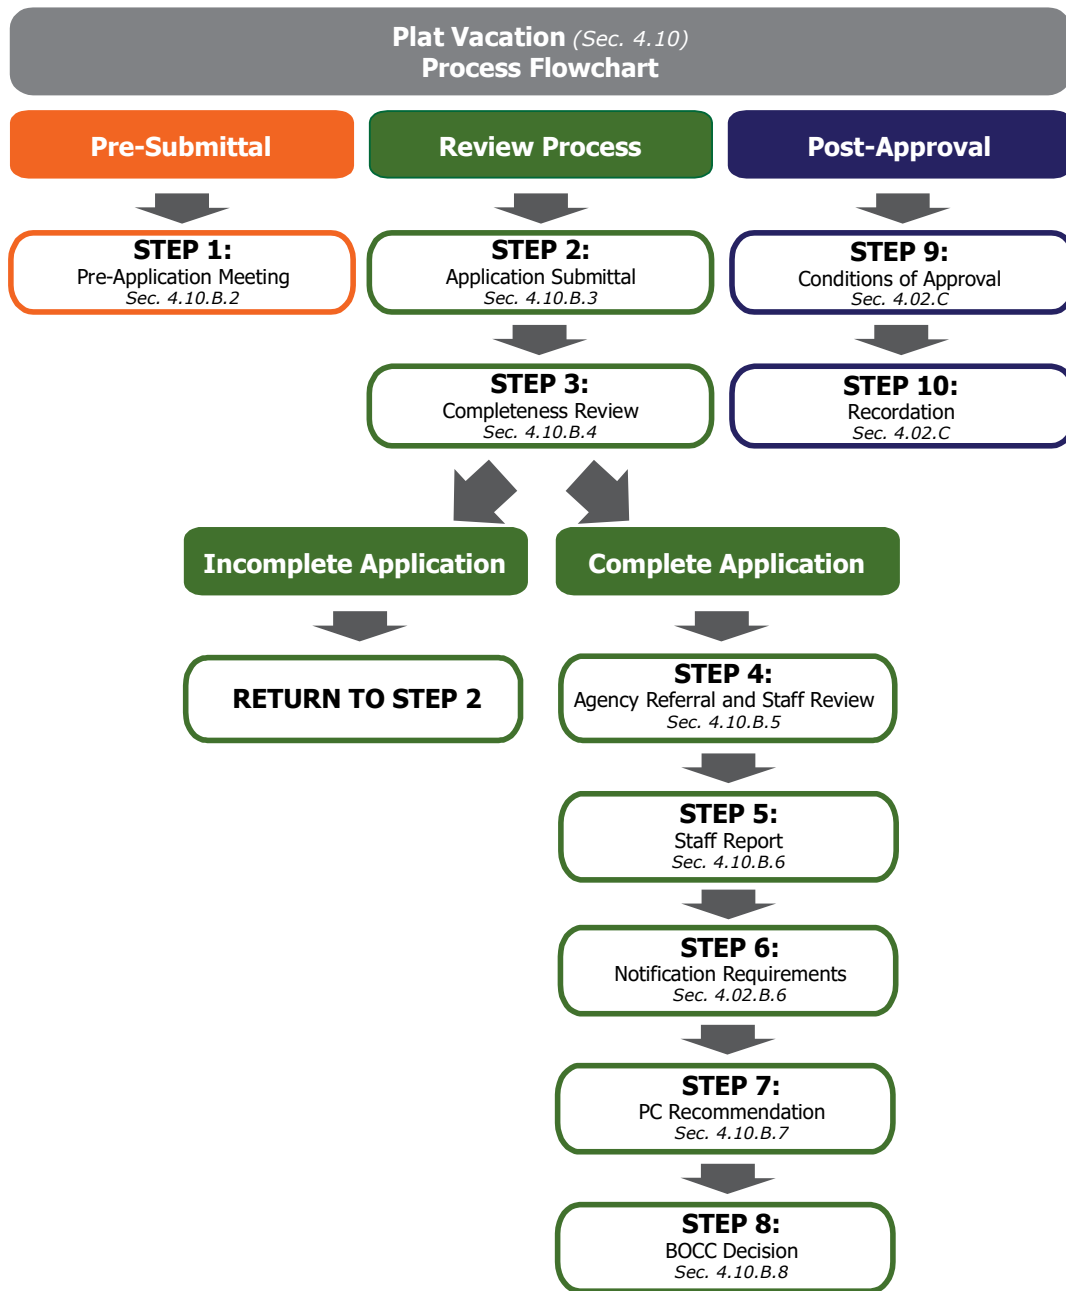 Plat Vacation (Sec. 4.10)
Process Flowchart
Pre-Submittal
Review Process
Post-Approval
STEP 1:
Pre-Application Meeting
Sec. 4.10.B.2
STEP 2:
Application Submittal
Sec. 4.10.B.3
STEP 9:
Conditions of Approval
Sec. 4.02.C
STEP 3:
Completeness Review
Sec. 4.10.B.4
STEP 10:
Recordation
Sec. 4.02.C
Incomplete Application
Complete Application
RETURN TO STEP 2
STEP 4:
Agency Referral and Staff Review
Sec. 4.10.B.5
STEP 5:
Staff Report
Sec. 4.10.B.6
STEP 6:
Notification Requirements
Sec. 4.02.B.6
STEP 7:
PC Recommendation
Sec. 4.10.B.7
STEP 8:
BOCC Decision
Sec. 4.10.B.8